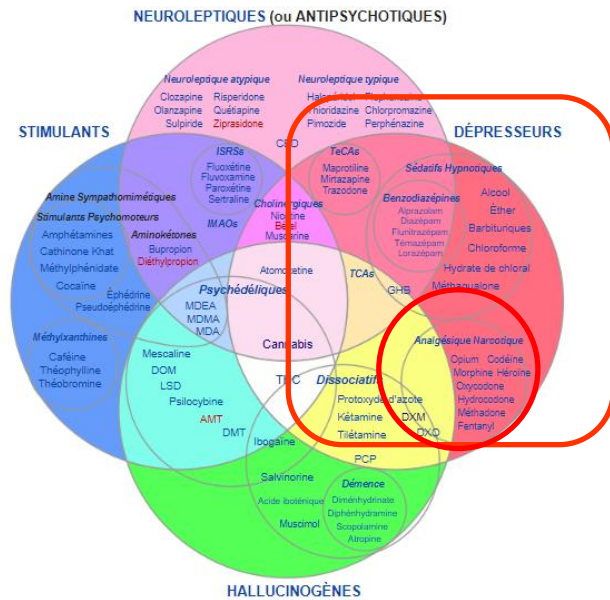 NEUROLEPTIQUES (ou ANTIPSYCHOTIQUES)
Neuroleptique atypique
Clozapine Risperidone
Olanzapine Quétiapine
Sulpiride Ziprasidone
Neuroleptique typique
Thioridazine Chlorpromazine
Pimozide Perphénazine
CBD
STIMULANTS
DÉPRESSEURS
ISRSs
Fluoxétine
Fluvoxamine
Paroxétine
Sertraline
TeCAs
Maprotiline
Mirtazapine
Trazodone
Sédatifs Hypnotiques
Benzodiazépines
Alprazolam
Diazépam
Flunitrazépam
Témazépam
Lorazépam
Alcool
Éther
Barbituriques
Chloroforme
Hydrate de chloral
Méthaqualone
Amine Sympathomimétiques
Stimulants Psychomoteurs
Amphétamines
Cathinone Khat
Méthylphénidate
Cocaïne
Éphédrine
Pseudoéphédrine
Aminokétones
Bupropion
Diéthylpropion
IMAOs
Cholinergiques
Nicotine
Bétel
Muscarine
Atomoxetine
TCAs
GHB
Psychédéliques
MDEA
MDMA
MDA
Cannabis
THC
Analgésique Narcotique
Opium Codéine
Morphine Héroïne
Oxycodone
Hydrocodone
Méthadone
Fentanyl
Méthylxanthines
Caféine
Théophylline
Théobromine
Mescaline
DOM
LSD
Psilocybine
AMT
DMT
Dissociatifs
Protoxyde d'azote
Kétamine DXM
Tilétamine DXO
Ibogaïne
PCP
Salvinorine
Acide iboténique
Muscimol
Démence
Diménhydrinate
Diphénhydramine
Scopolamine
Atropine
HALLUCINOGÈNES